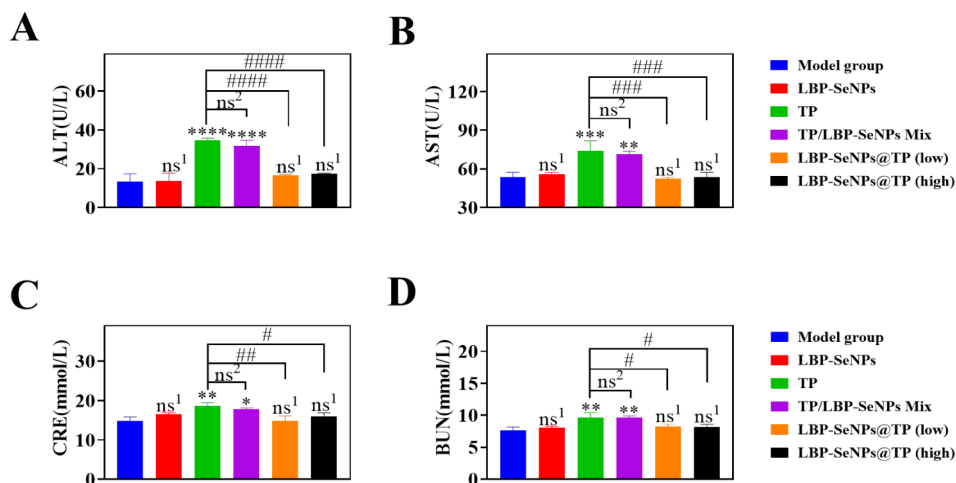 A
ALT(U/L)
60
40
20
0
####
####
ns2
ns1
****
****
ns1
ns1
B
AST(U/L)
120
90
60
30
###
###
ns2
ns1
***
**
ns1
ns1
Model group
LBP-SeNPs
TP
TP/LBP-SeNPs Mix
LBP-SeNPs@TP (low)
LBP-SeNPs@TP (high)
C
CRE(mmol/L)
30
20
10
0
#
##
ns2
ns1
**
*
ns1
ns1
D
BUN(mmol/L)
20
15
10
5
0
#
#
ns2
ns1
**
**
ns1
ns1
Model group
LBP-SeNPs
TP
TP/LBP-SeNPs Mix
LBP-SeNPs@TP (low)
LBP-SeNPs@TP (high)